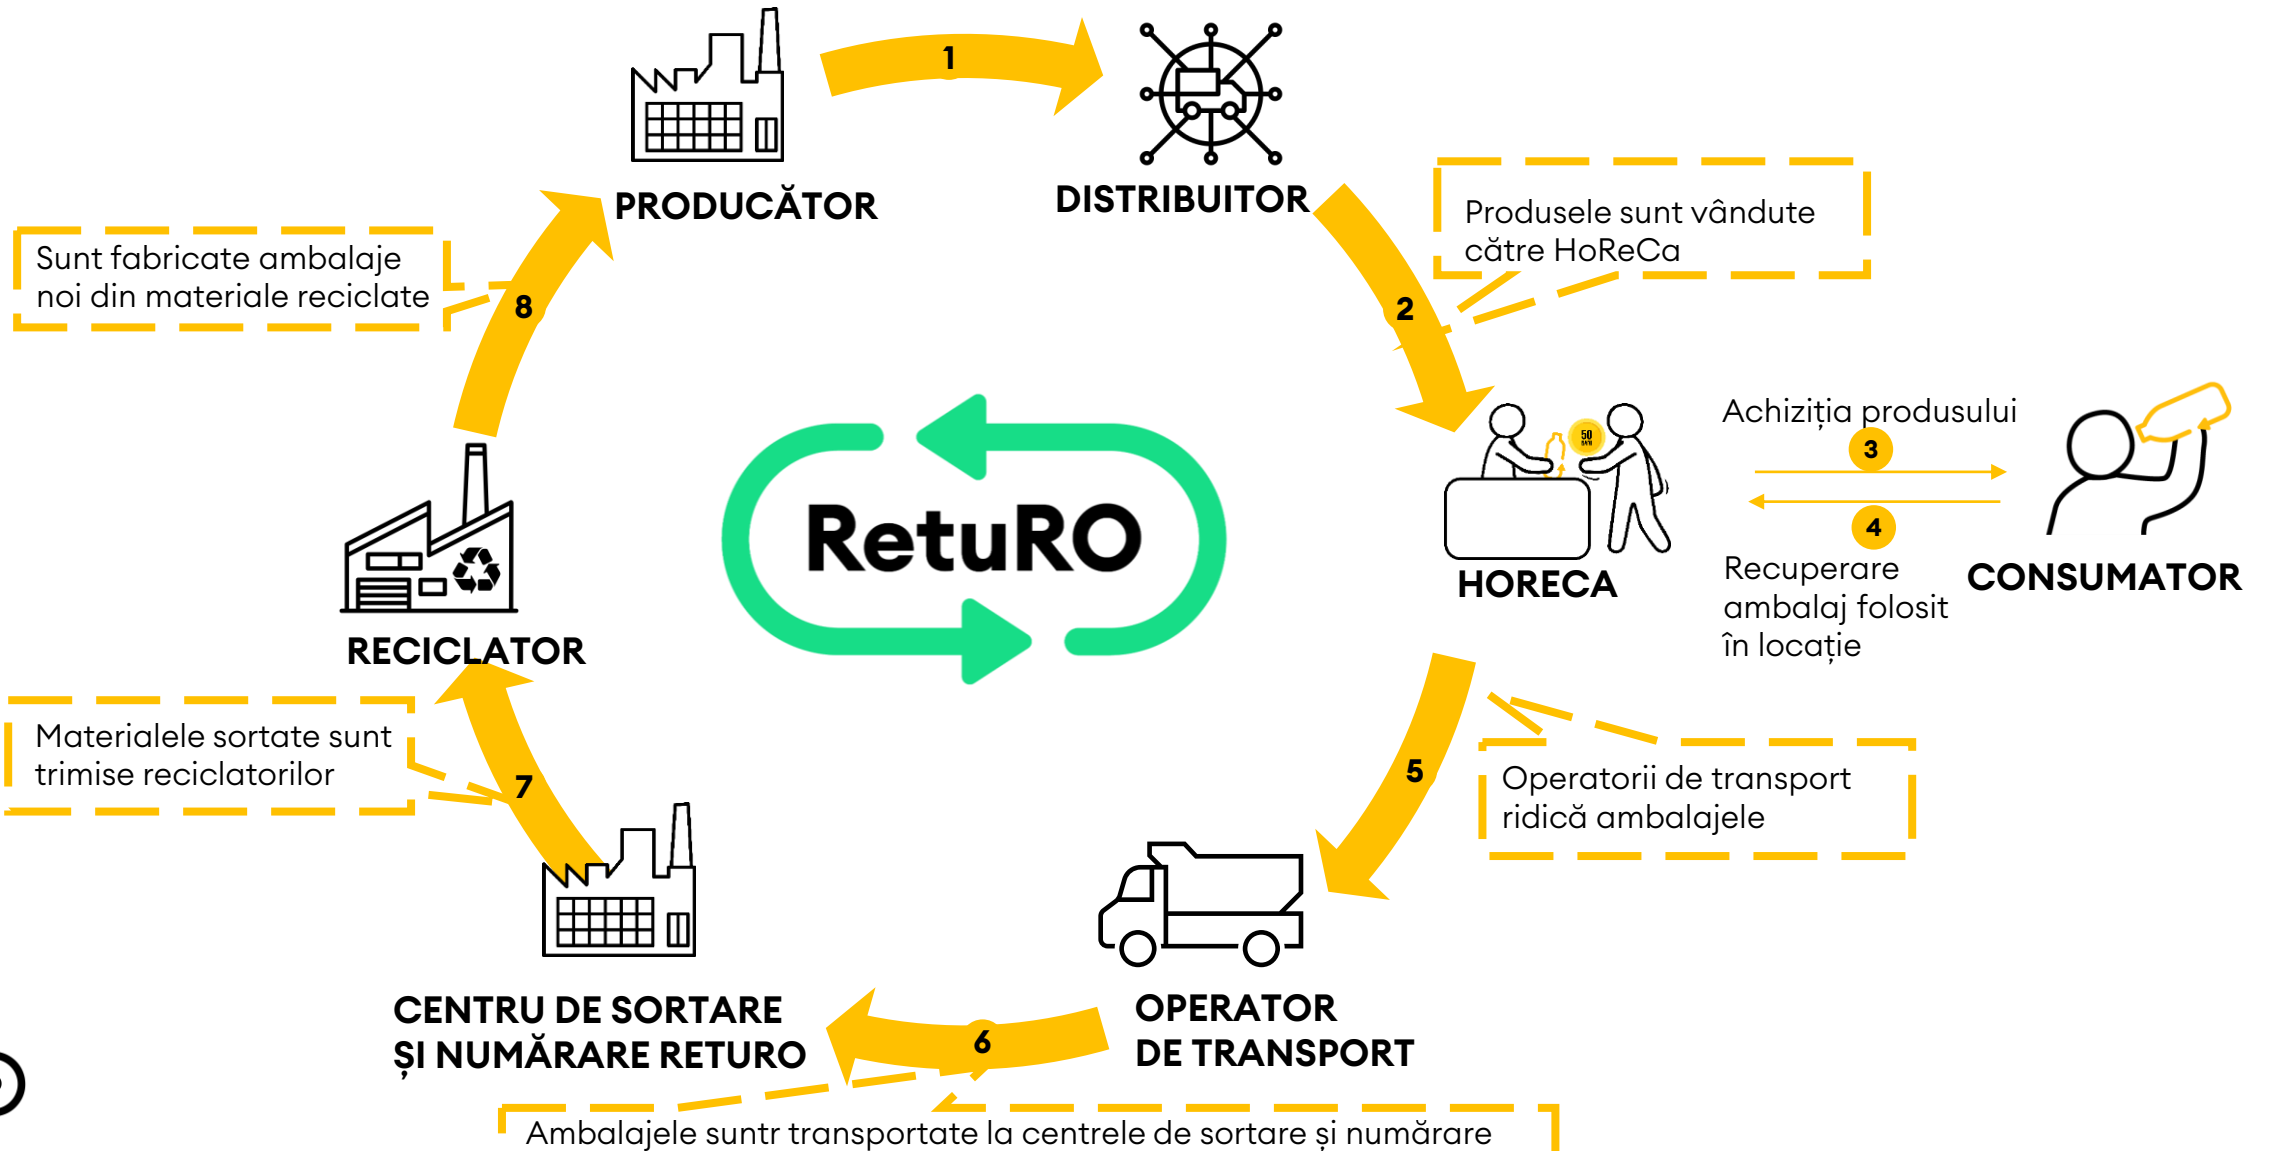 1
PRODUCĂTOR
DISTRIBUITOR
Produsele sunt vândute
către HoReCa
Sunt fabricate ambalaje
noi din materiale reciclate
8
2
Achiziția produsului
3
50
4
RetuRO
HORECA
Recuperare
ambalaj folosit
în locație
CONSUMATOR
RECICLATOR
Materialele sortate sunt
trimise reciclatorilor
7
5
Operatorii de transport
ridică ambalajele
CENTRU DE SORTARE
ȘI NUMĂRARE RETURO
6
OPERATOR
DE TRANSPORT
Ambalajele suntr transportate la centrele de sortare și numărare